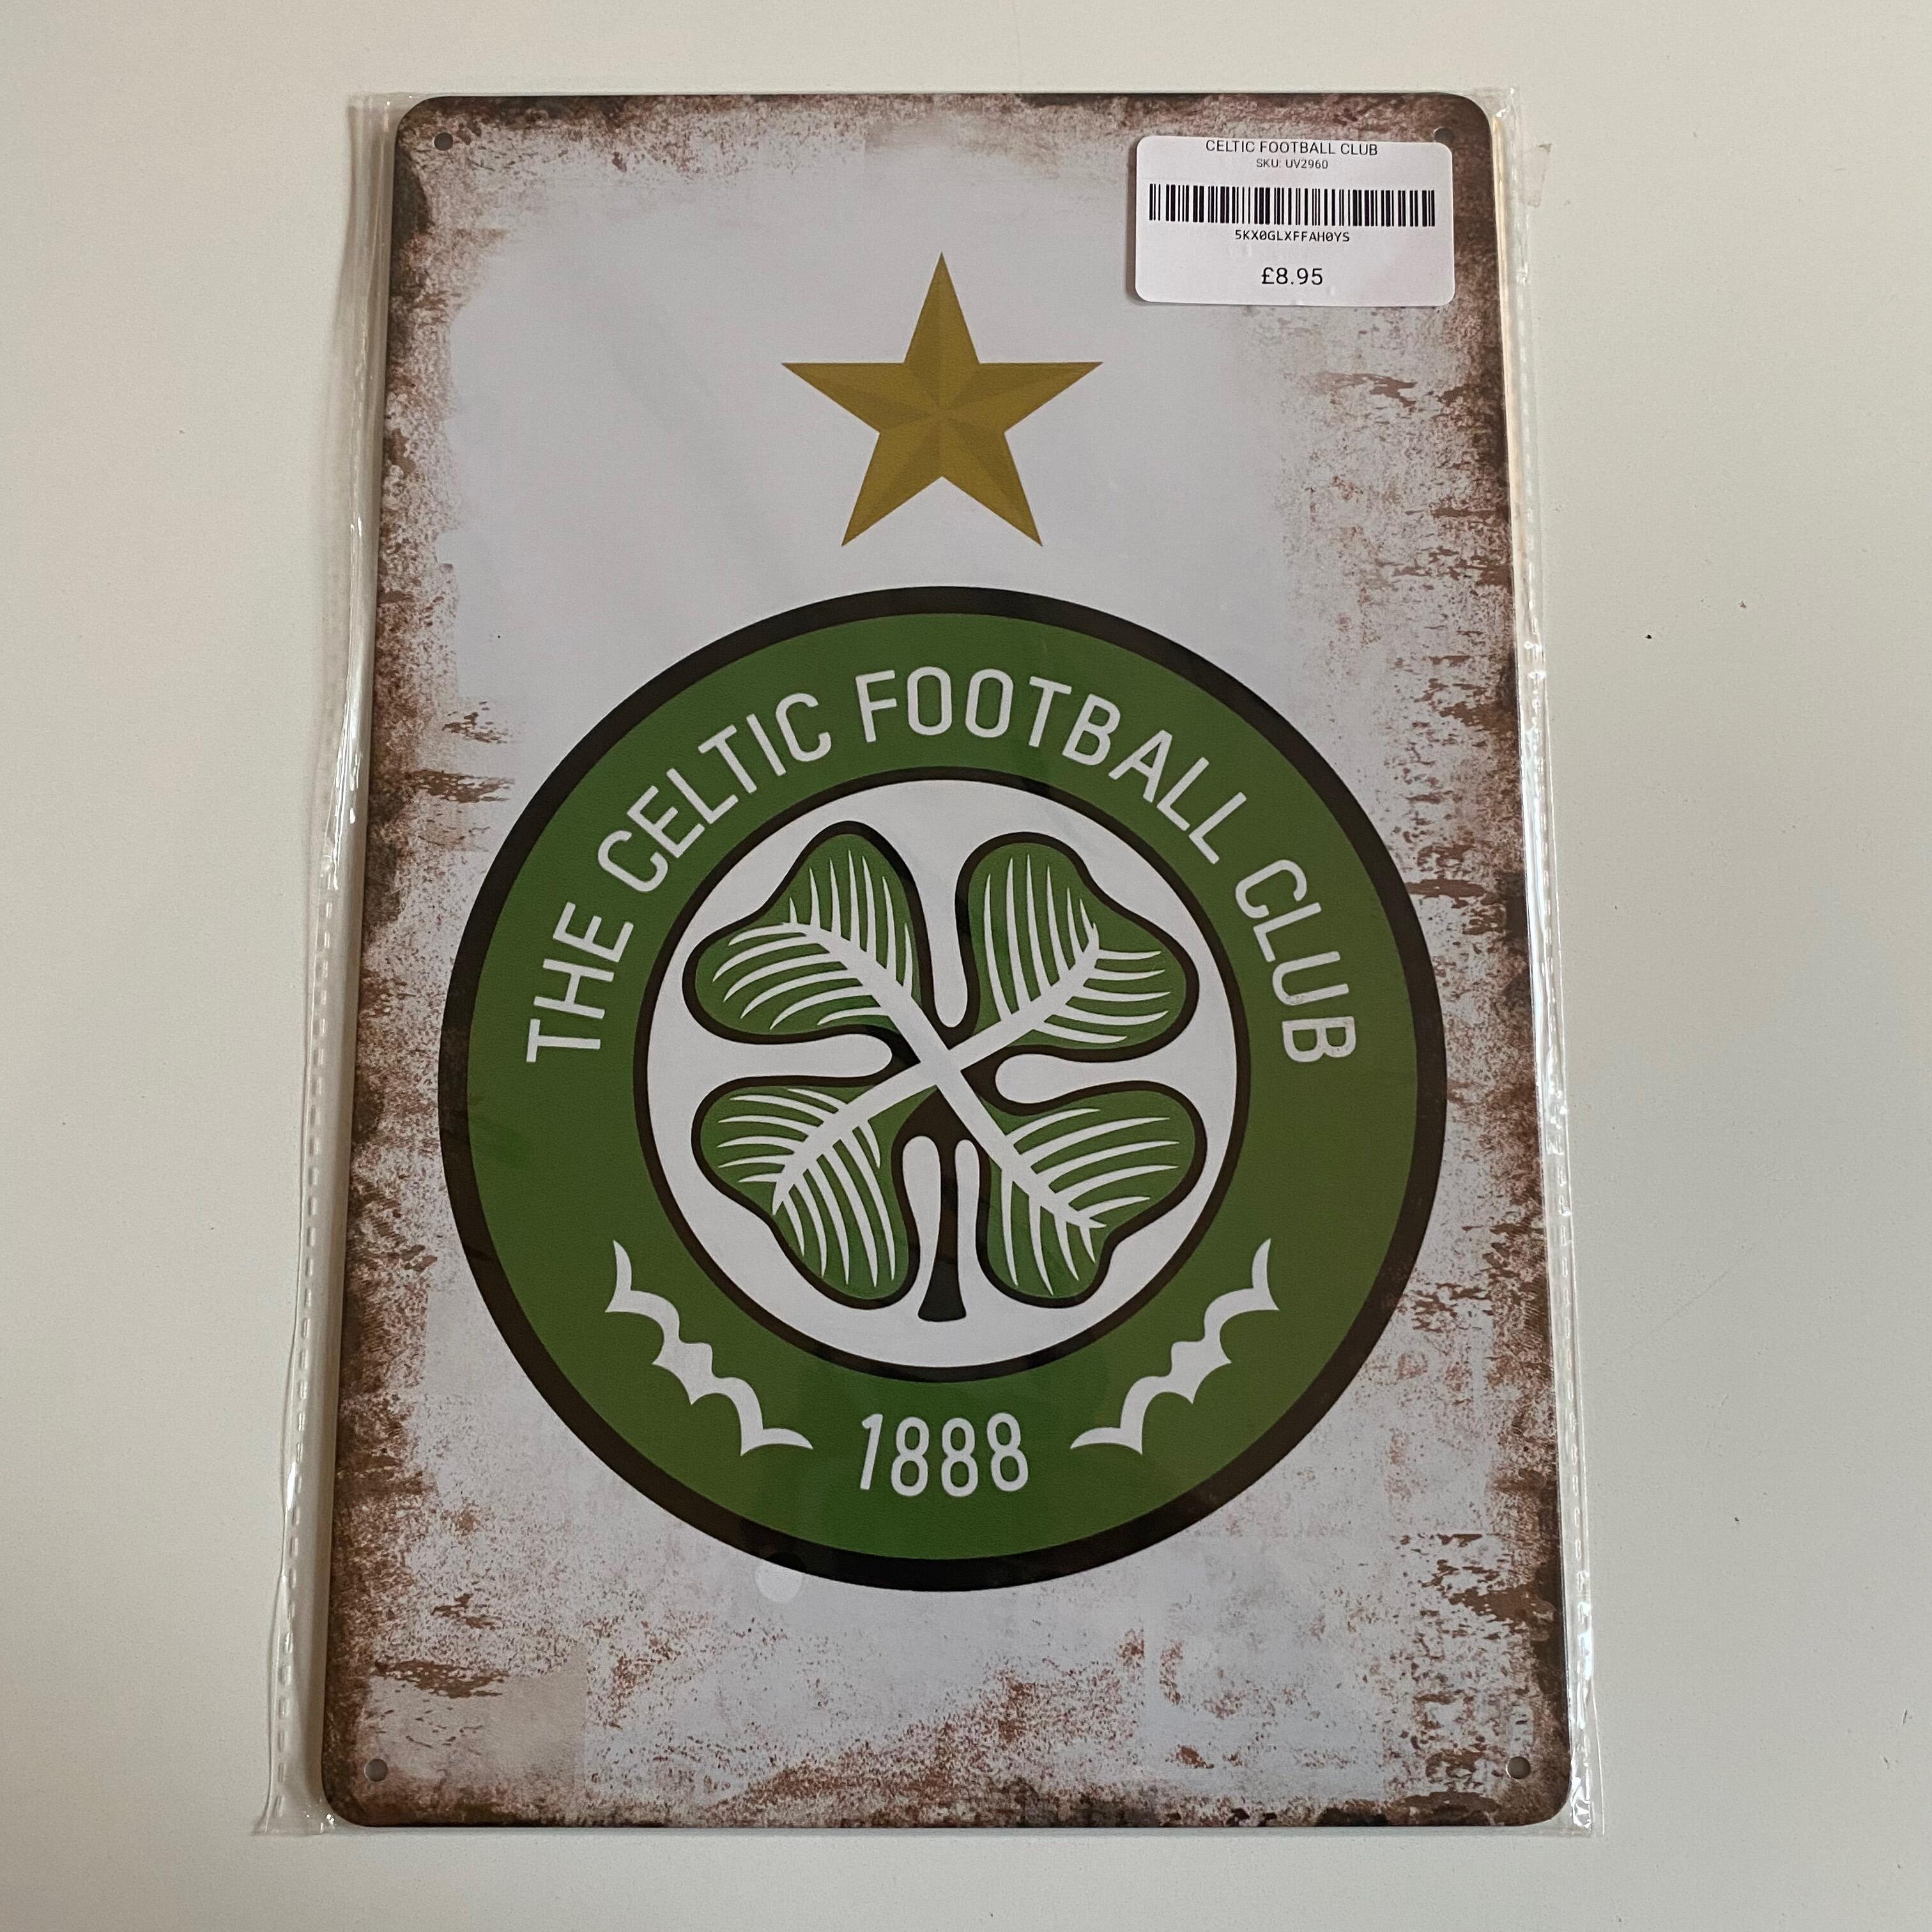 CELTIC FOOTBALL CLUB
SKU: UV2960
5KX0GLXFFAH0YS
£8.95
THE CELTIC FOOTBALL CLUB
1888